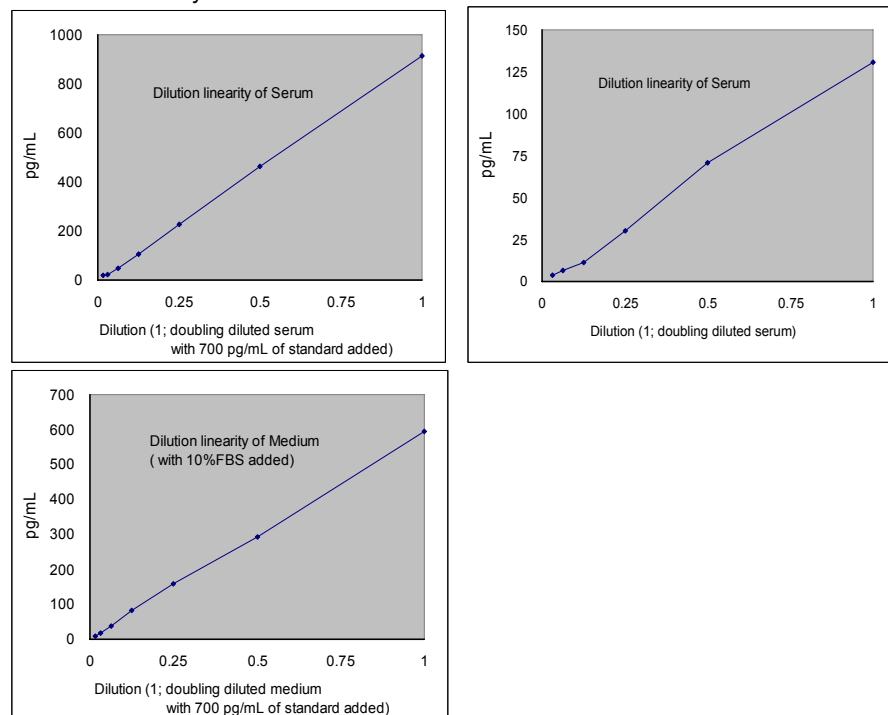 1000
800
600
400
200
0
pg/mL
Dilution linearity of Serum
0 0.25 0.5 0.75 1
Dilution (1; doubling diluted serum
with 700 pg/mL of standard added)
150
125
100
75
50
25
0
pg/mL
Dilution linearity of Serum
0 0.25 0.5 0.75 1
Dilution (1; doubling diluted serum)
700
600
500
400
300
200
100
0
pg/mL
Dilution linearity of Medium
( with 10%FBS added)
0 0.25 0.5 0.75 1
Dilution (1; doubling diluted medium
with 700 pg/mL of standard added)